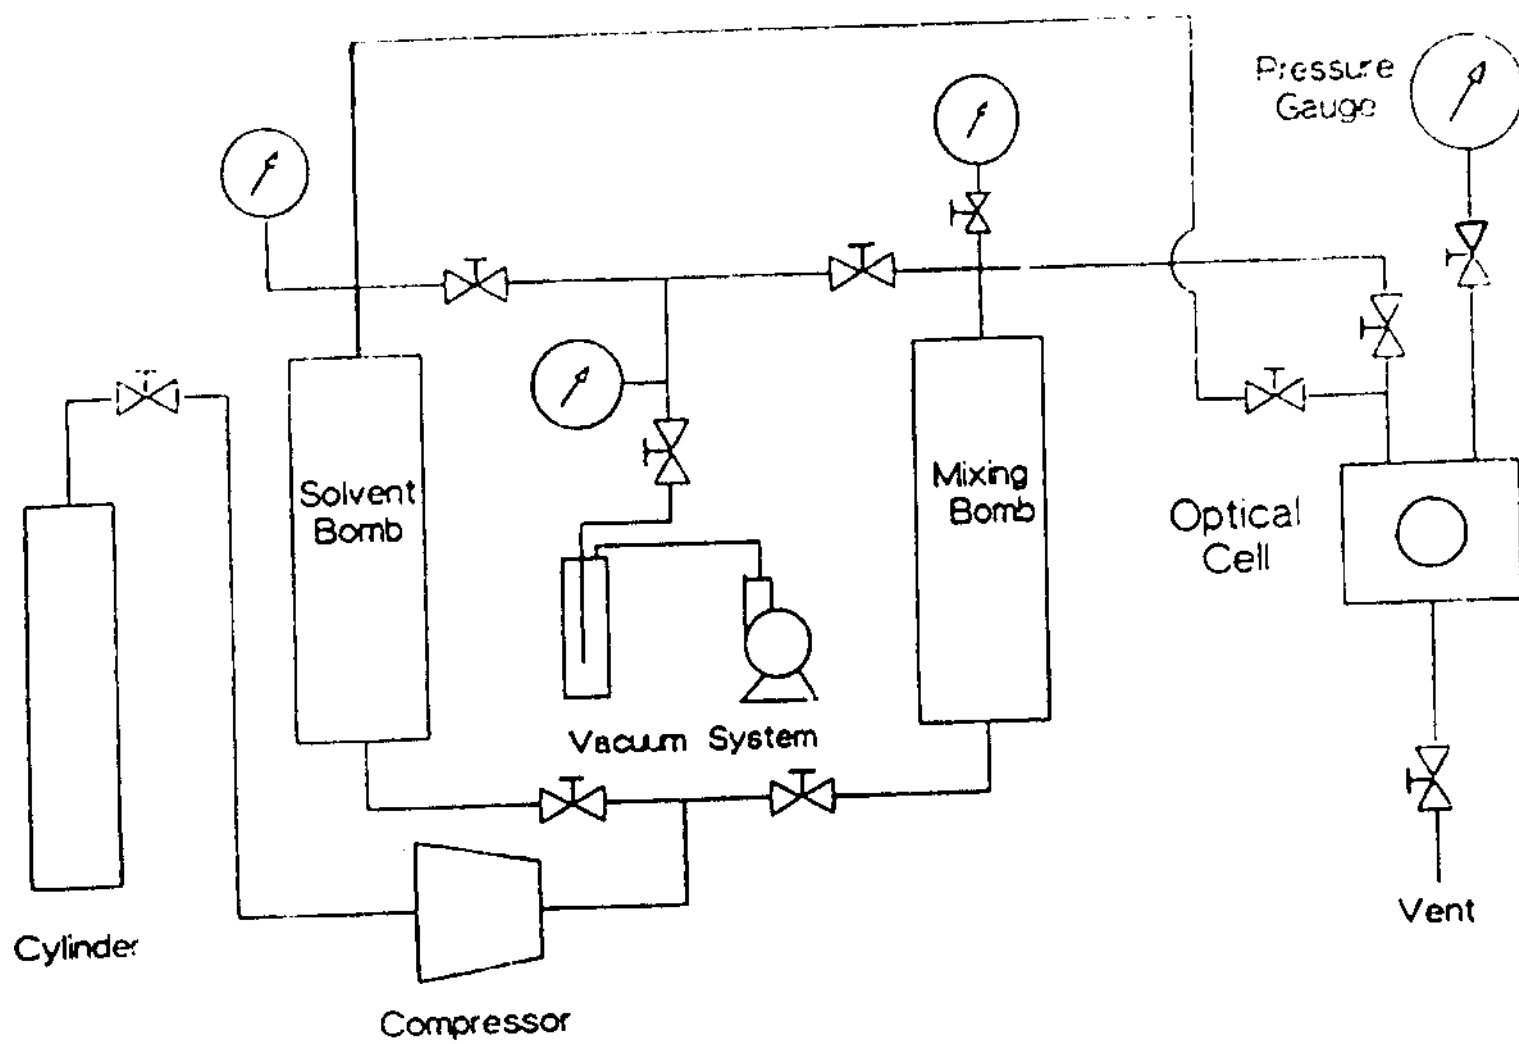 Pressure
Gauge
Solvent
Bomb
Mixing
Bomb
Optical
Cell
Vacuum System
Vent
Cylinder
Compressor